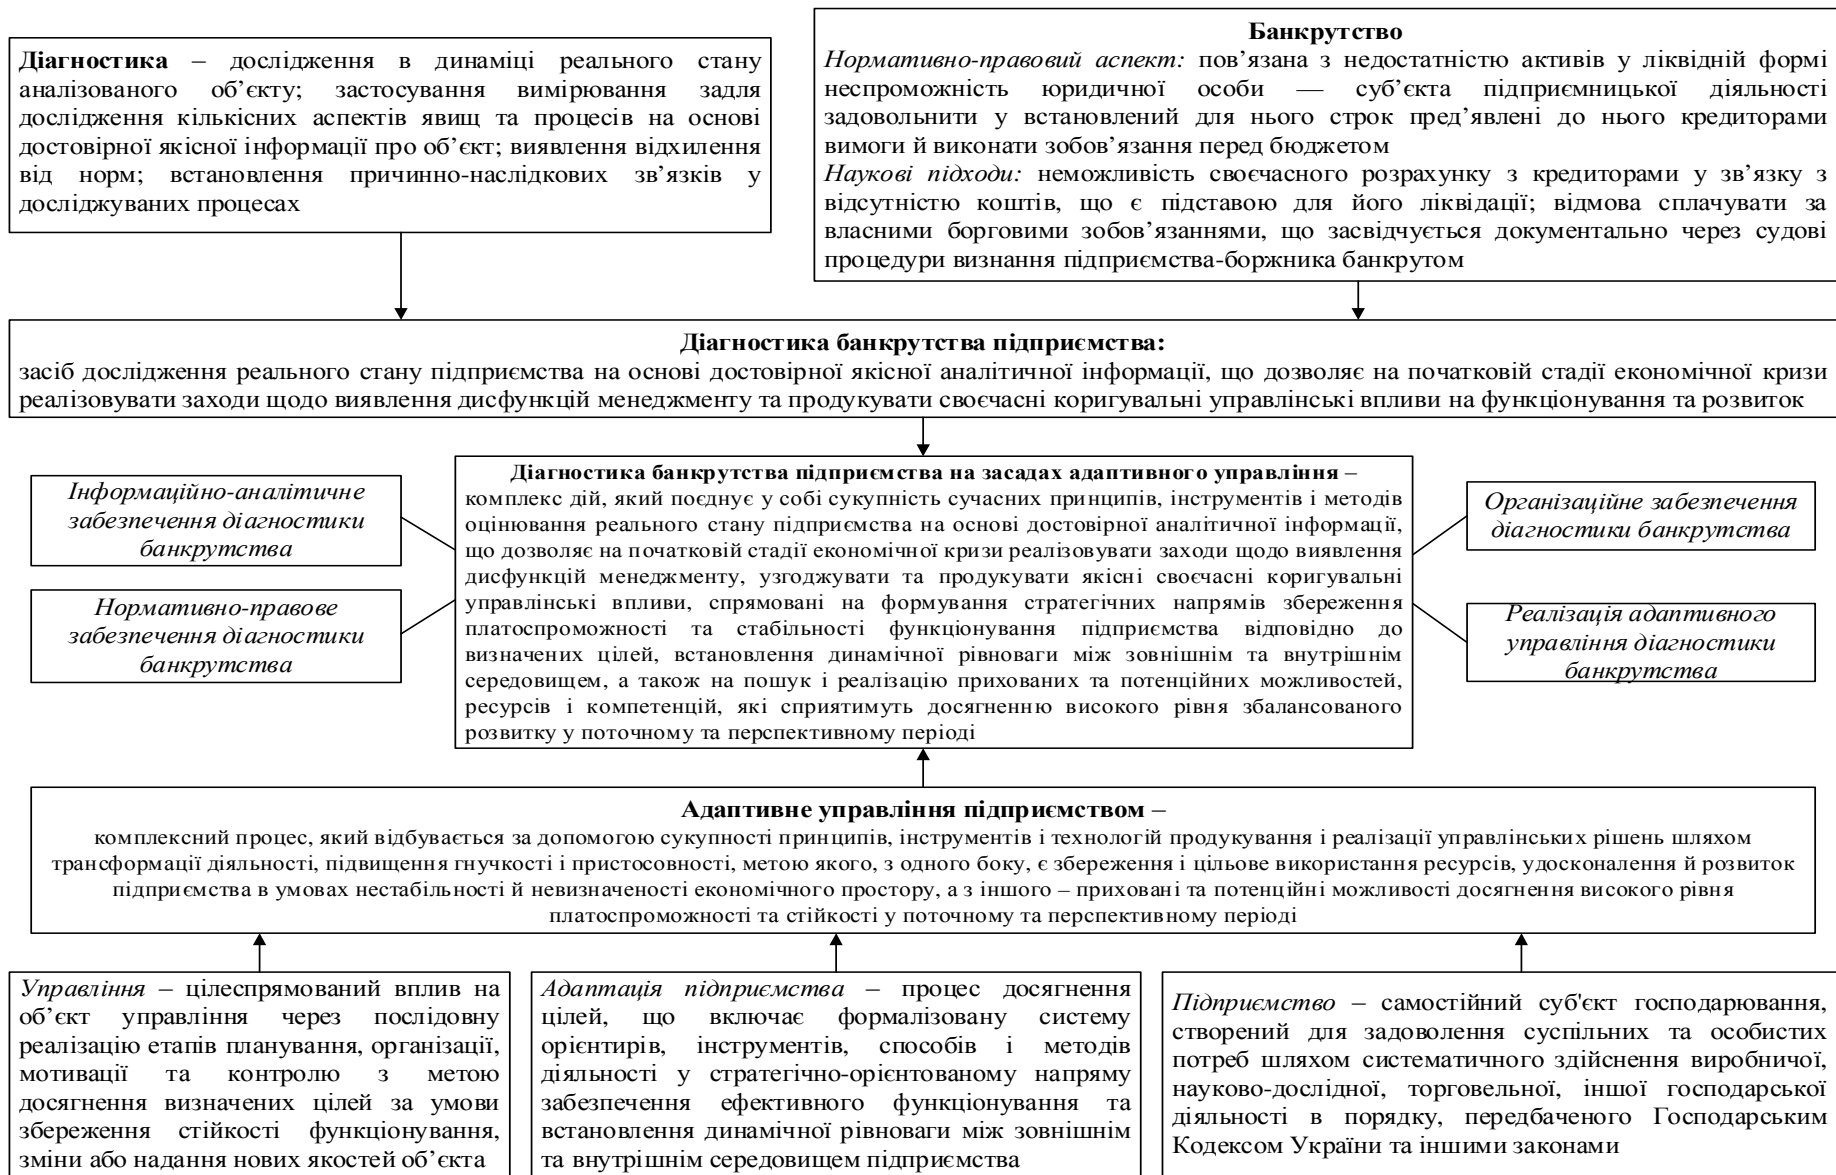 Діагностика – дослідження в динаміці реального стану
аналізованого об’єкту; застосування вимірювання задля
дослідження кількісних аспектів явищ та процесів на основі
достовірної якісної інформації про об’єкт; виявлення відхилення
від норм; встановлення причинно-наслідкових зв’язків у
досліджуваних процесах
Банкрутство
Нормативно-правовий аспект: пов’язана з недостатністю активів у ліквідній формі
неспроможність юридичної особи — суб’єкта підприємницької діяльності
задовольнити у встановлений для нього строк пред’явлені до нього кредиторами
вимоги й виконати зобов’язання перед бюджетом
Наукові підходи: неможливість своєчасного розрахунку з кредиторами у зв’язку з
відсутністю коштів, що є підставою для його ліквідації; відмова сплачувати за
власними борговими зобов’язаннями, що засвідчується документально через судові
процедури визнання підприємства-боржника банкрутом
Діагностика банкрутства підприємства:
засіб дослідження реального стану підприємства на основі достовірної якісної аналітичної інформації, що дозволяє на початковій стадії економічної кризи
реалізовувати заходи щодо виявлення дисфункцій менеджменту та продукувати своєчасні коригувальні управлінські впливи на функціонування та розвиток
Інформаційно-аналітичне
забезпечення діагностики
банкрутства
Нормативно-правове
забезпечення діагностики
банкрутства
Діагностика банкрутства підприємства на засадах адаптивного управління –
комплекс дій, який поєднує у собі сукупність сучасних принципів, інструментів і методів
оцінювання реального стану підприємства на основі достовірної аналітичної інформації,
що дозволяє на початковій стадії економічної кризи реалізовувати заходи щодо виявлення
дисфункцій менеджменту, узгоджувати та продукувати якісні своєчасні коригувальні
управлінські впливи, спрямовані на формування стратегічних напрямів збереження
платоспроможності та стабільності функціонування підприємства відповідно до
визначених цілей, встановлення динамічної рівноваги між зовнішнім та внутрішнім
середовищем, а також на пошук і реалізацію прихованих та потенційних можливостей,
ресурсів і компетенцій, які сприятимуть досягненню високого рівня збалансованого
розвитку у поточному та перспективному періоді
Організаційне забезпечення
діагностики банкрутства
Реалізація адаптивного
управління діагностики
банкрутства
Адаптивне управління підприємством –
комплексний процес, який відбувається за допомогою сукупності принципів, інструментів і технологій продукування і реалізації управлінських рішень шляхом
трансформації діяльності, підвищення гнучкості і пристосовності, метою якого, з одного боку, є збереження і цільове використання ресурсів, удосконалення й розвиток
підприємства в умовах нестабільності й невизначеності економічного простору, а з іншого – приховані та потенційні можливості досягнення високого рівня
платоспроможності та стійкості у поточному та перспективному періоді
Управління – цілеспрямований вплив на
об’єкт управління через послідовну
реалізацію етапів планування, організації,
мотивації та контролю з метою
досягнення визначених цілей за умови
збереження стійкості функціонування,
зміни або надання нових якостей об’єкта
Адаптація підприємства – процес досягнення
цілей, що включає формалізовану систему
орієнтирів, інструментів, способів і методів
діяльності у стратегічно-орієнтованому напряму
забезпечення ефективного функціонування та
встановлення динамічної рівноваги між зовнішнім
та внутрішнім середовищем підприємства
Підприємство – самостійний суб'єкт господарювання,
створений для задоволення суспільних та особистих
потреб шляхом систематичного здійснення виробничої,
науково-дослідної, торговельної, іншої господарської
діяльності в порядку, передбаченого Господарським
Кодексом України та іншими законами